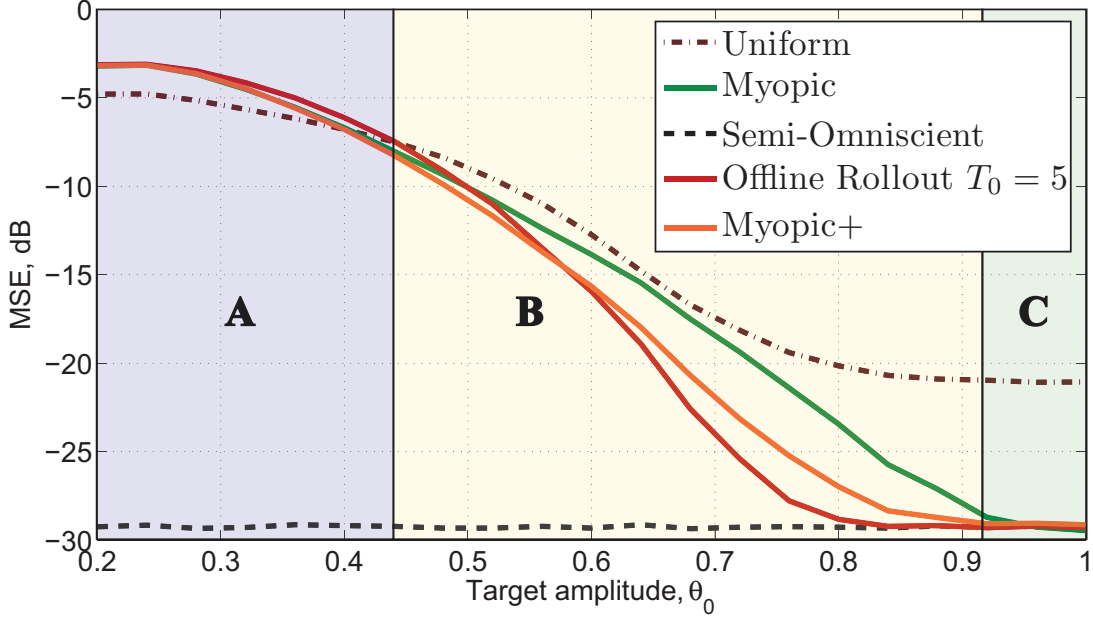 0
−5
−10
−15
−20
−25
−30
MSE, dB
0.2
0.3
0.4
0.5
0.6
0.7
0.8
0.9
1
Target amplitude, θ0
A
B
C
Uniform
Myopic
Semi-Omniscient
Offline Rollout T0 = 5
Myopic+